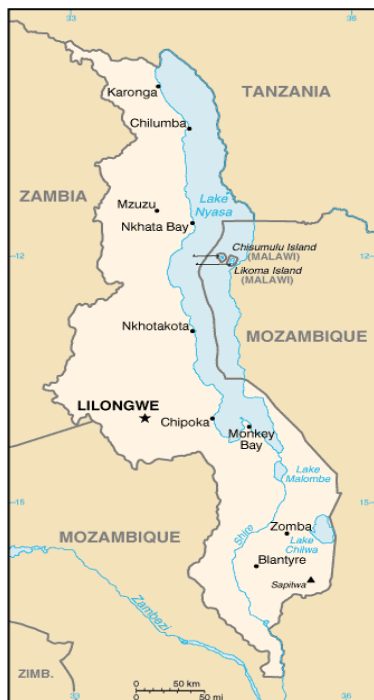 33
36
Karonga
TANZANIA
Chilumba
ZAMBIA
Lake
Nyasa
Mzuzu
Nkhata Bay
Chisumulu Island
(MALAWI)
12
12
Likoma Island
(MALAWI)
Nkhotakota
MOZAMBIQUE
LILONGWE
Chipoka
Monkey
Bay
Lake
Malombe
15
15
Zomba
Shire
Lake
Chilwa
MOZAMBIQUE
Blantyre
Sapitwa
Zambezi
ZIMB.
0
50 km
0
50 mi
33
36